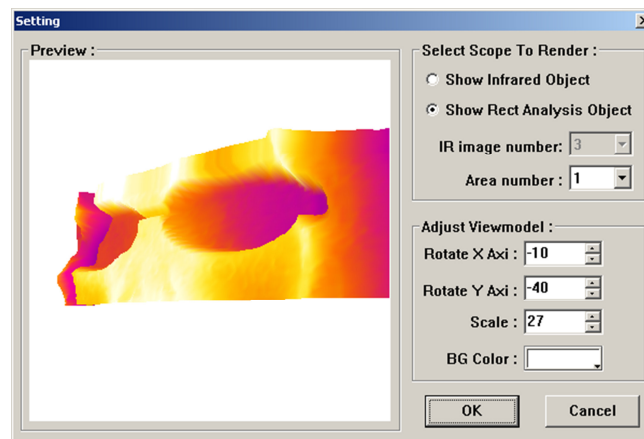 Setting
Preview :
Select Scope To Render :
Show Infrared Object
Show Rect Analysis Object
IR image number: 3
Area number : 1
Adjust Viewmodel :
Rotate X Axi : -10
Rotate Y Axi : -40
Scale : 27
BG Color :
OK Cancel